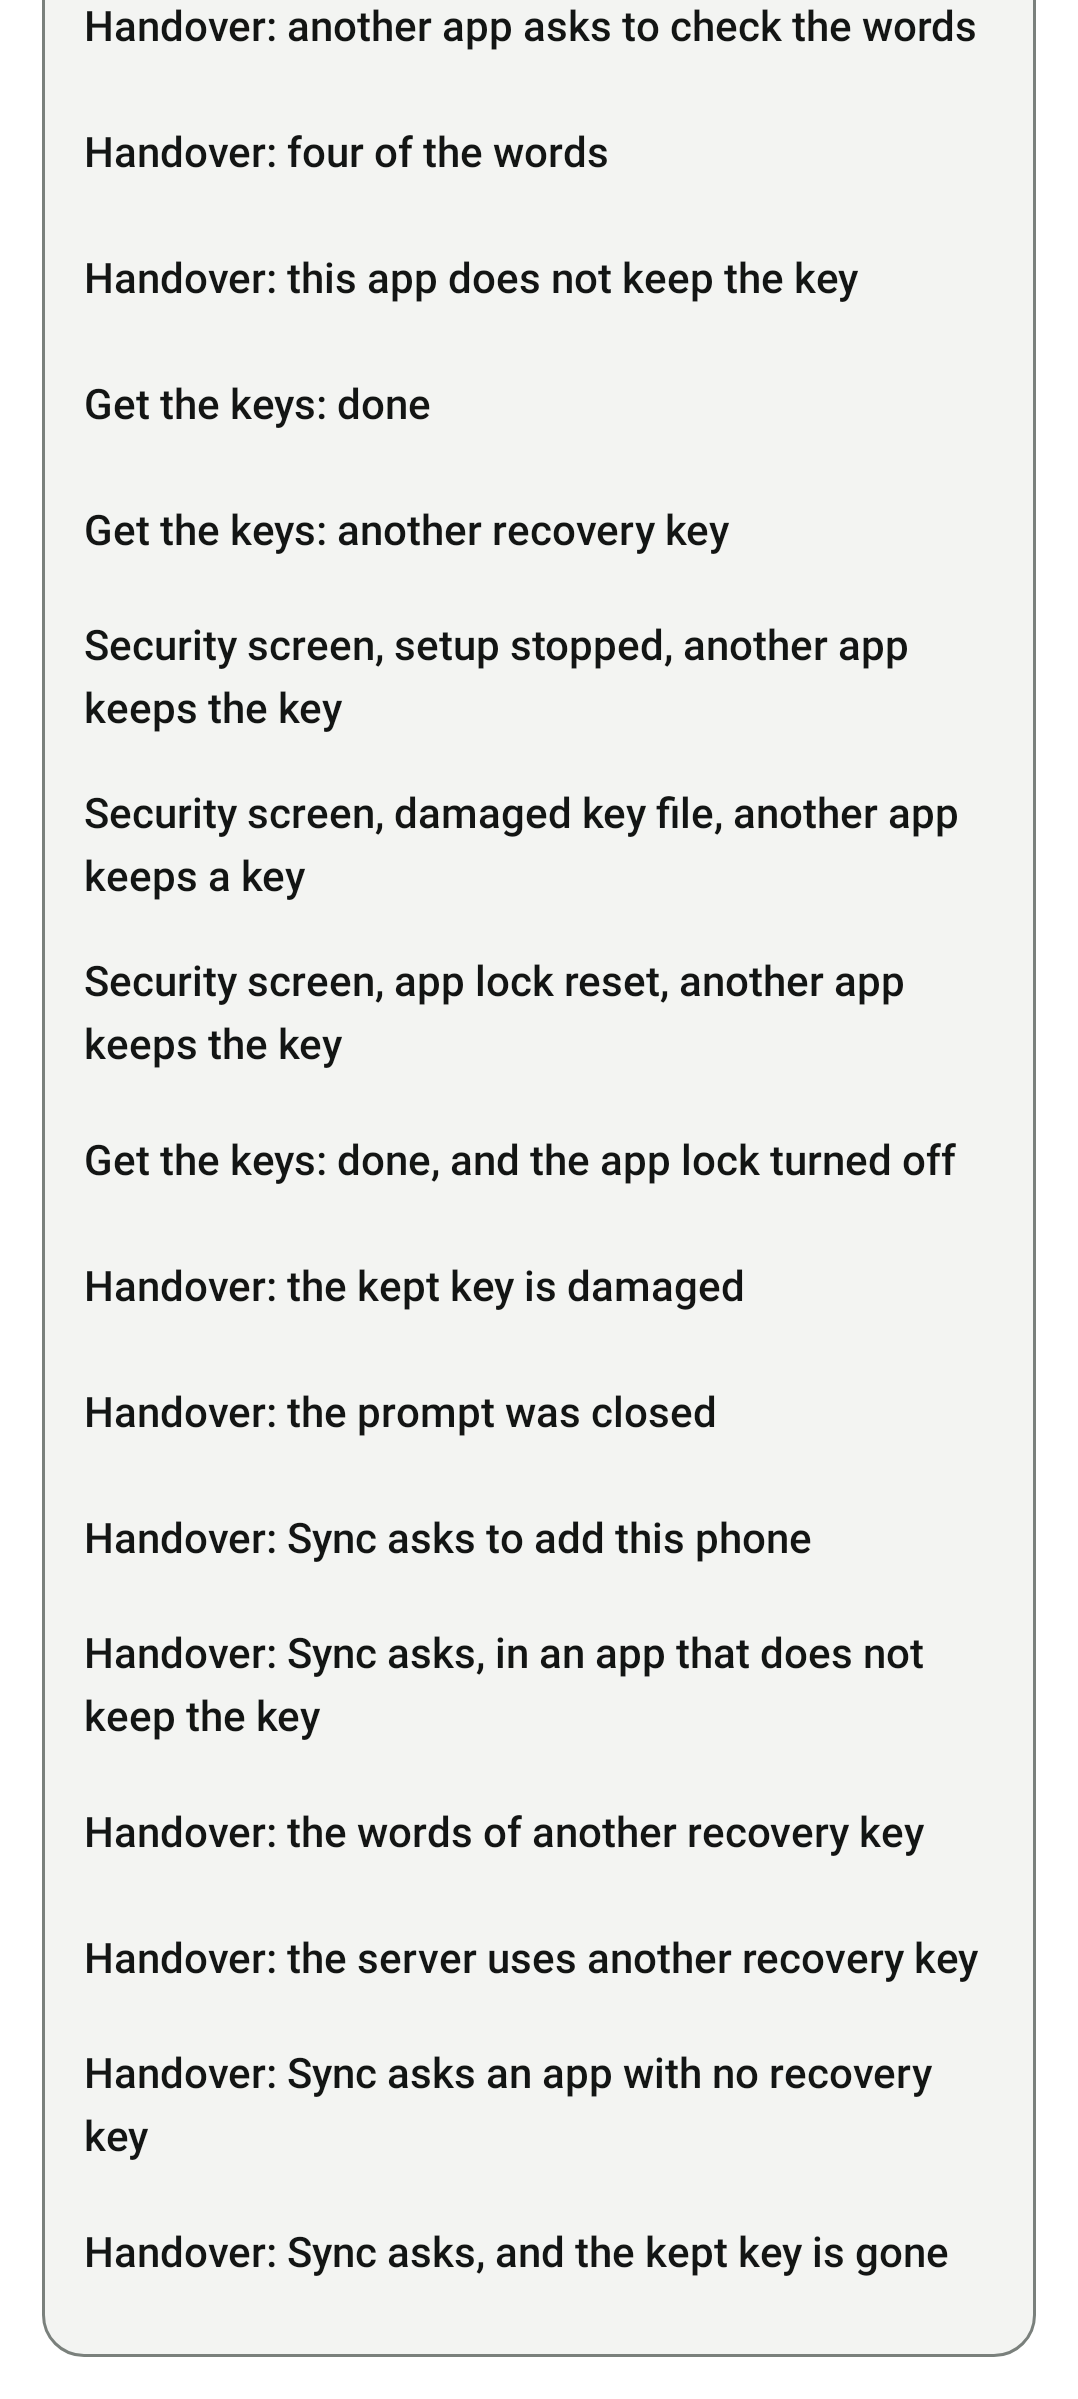 Handover: another app asks to check the words
Handover: four of the words
Handover: this app does not keep the key
Get the keys: done
Get the keys: another recovery key
Security screen, setup stopped, another app
keeps the key
Security screen, damaged key file, another app
keeps a key
Security screen, app lock reset, another app
keeps the key
Get the keys: done, and the app lock turned off
Handover: the kept key is damaged
Handover: the prompt was closed
Handover: Sync asks to add this phone
Handover: Sync asks, in an app that does not
keep the key
Handover: the words of another recovery key
Handover: the server uses another recovery key
Handover: Sync asks an app with no recovery
key
Handover: Sync asks, and the kept key is gone